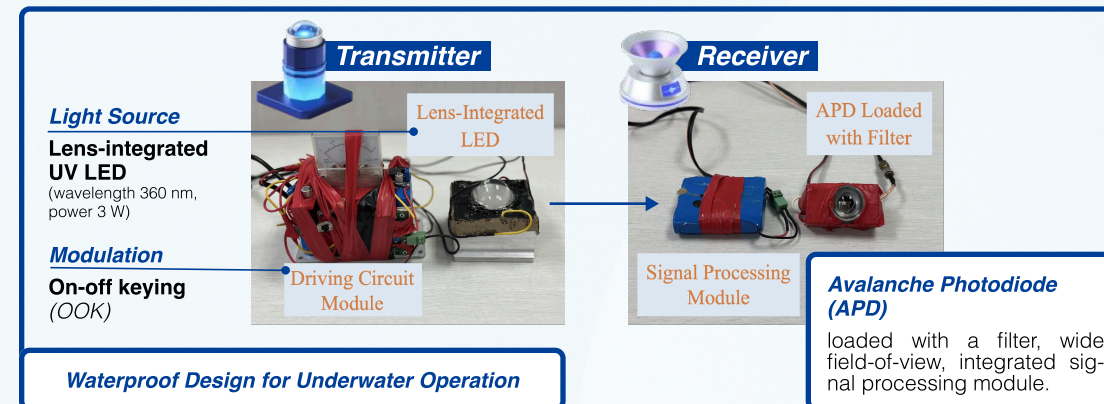 Transmitter
Receiver
Light Source
Lens-integrated
UV LED
(wavelength 360 nm,
power 3 W)
Modulation
On-off keying
(OOK)
Lens-Integrated
LED
Driving Circuit
Module
APD Loaded
with Filter
Signal Processing
Module
Avalanche Photodiode
(APD)
loaded with a filter, wide
field-of-view, integrated sig-
nal processing module.
Waterproof Design for Underwater Operation